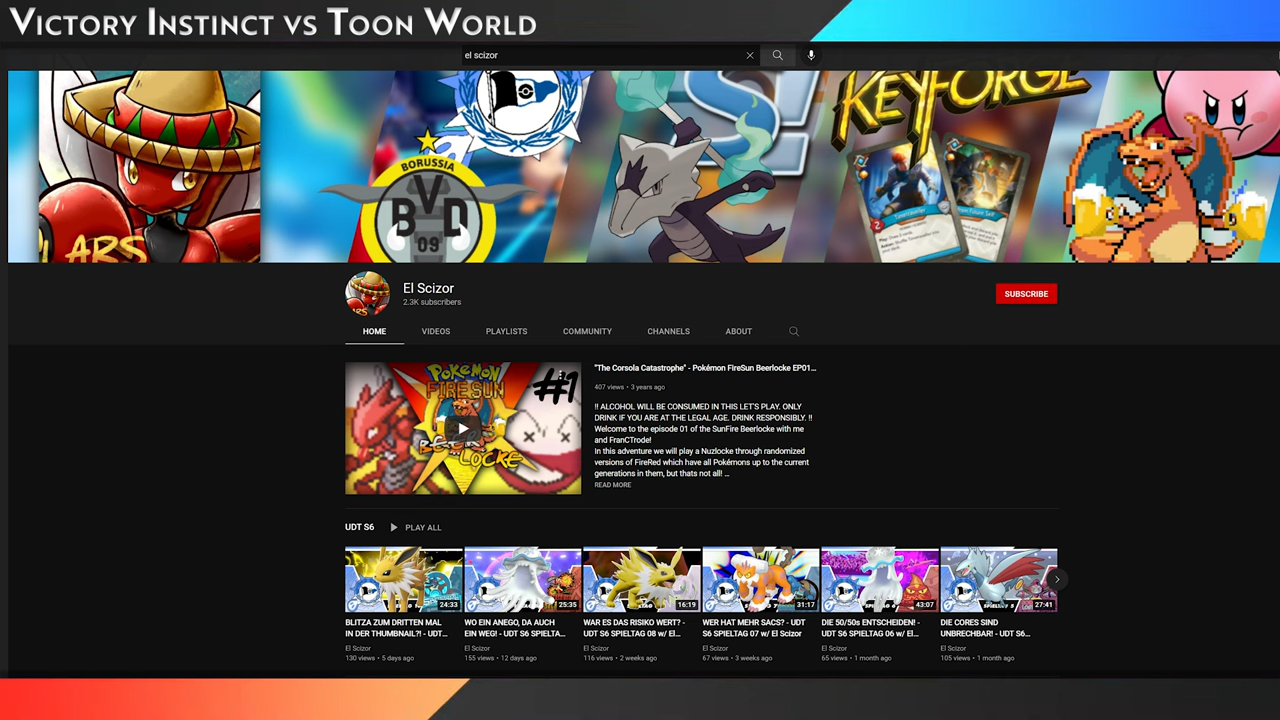 Victory Instinct vs Toon World
el scizor
KEYFORGE
BORUSSIA
BVD
09
S!
ARS
El Scizor
2.3K subscribers
SUBSCRIBE
HOME
VIDEOS
PLAYLISTS
COMMUNITY
CHANNELS
ABOUT
POKéMON
FIRE SUN
#1
BEER
LOCKE
"The Corsola Catastrophe" - Pokémon FireSun Beerlocke EP01...
407 views • 3 years ago
!! ALCOHOL WILL BE CONSUMED IN THIS LET'S PLAY. ONLY
DRINK IF YOU ARE AT THE LEGAL AGE. DRINK RESPONSIBLY. !!
Welcome to the episode 01 of the SunFire Beerlocke with me
and FranCTrode!
In this adventure we will play a Nuzlocke through randomized
versions of FireRed which have all Pokémons up to the current
generations in them, but thats not all! ...
READ MORE
UDT S6
PLAY ALL
24:33
25:35
16:19
31:17
43:07
27:41
BLITZA ZUM DRITTEN MAL
IN DER THUMBNAIL?! - UDT...
El Scizor
130 views • 5 days ago
WO EIN ANEGO, DA AUCH
EIN WEG! - UDT S6 SPIELTA...
El Scizor
155 views • 12 days ago
WAR ES DAS RISIKO WERT? -
UDT S6 SPIELTAG 08 w/ El...
El Scizor
116 views • 2 weeks ago
WER HAT MEHR SACS? - UDT
S6 SPIELTAG 07 w/ El Scizor
El Scizor
67 views • 3 weeks ago
DIE 50/50s ENTSCHEIDEN! -
UDT S6 SPIELTAG 06 w/ El...
El Scizor
65 views • 1 month ago
DIE CORES SIND
UNBRECHBAR! - UDT S6...
El Scizor
105 views • 1 month ago